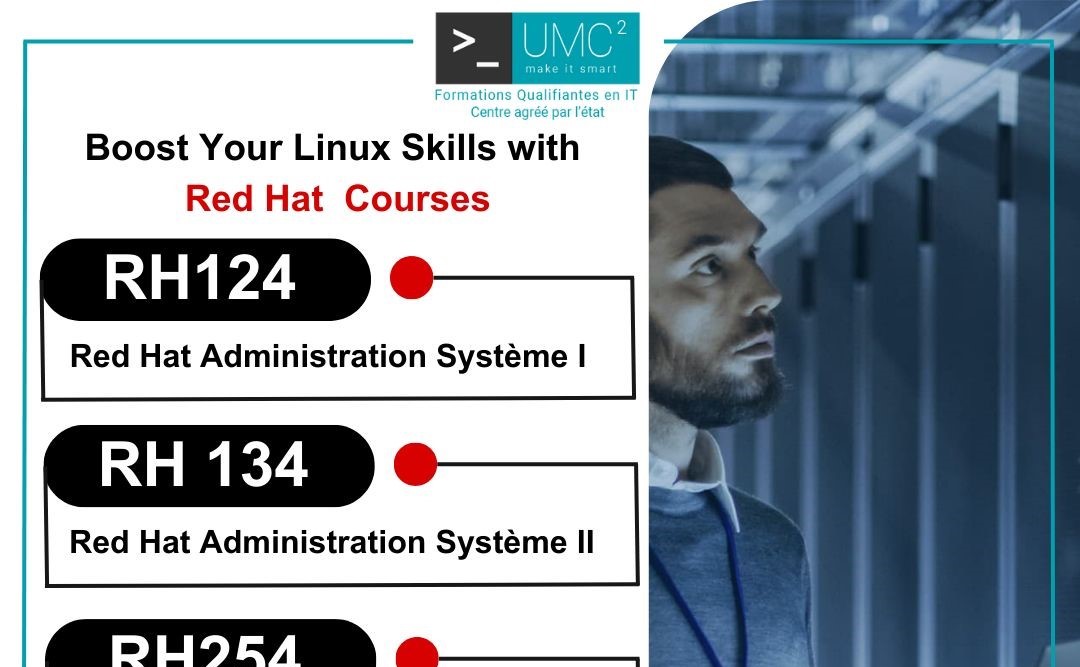 >_ UMC²
make it smart
Formations Qualifiantes en IT
Centre agréé par l'état
Boost Your Linux Skills with
Red Hat Courses
RH124
Red Hat Administration Système I
RH 134
Red Hat Administration Système II
RH254